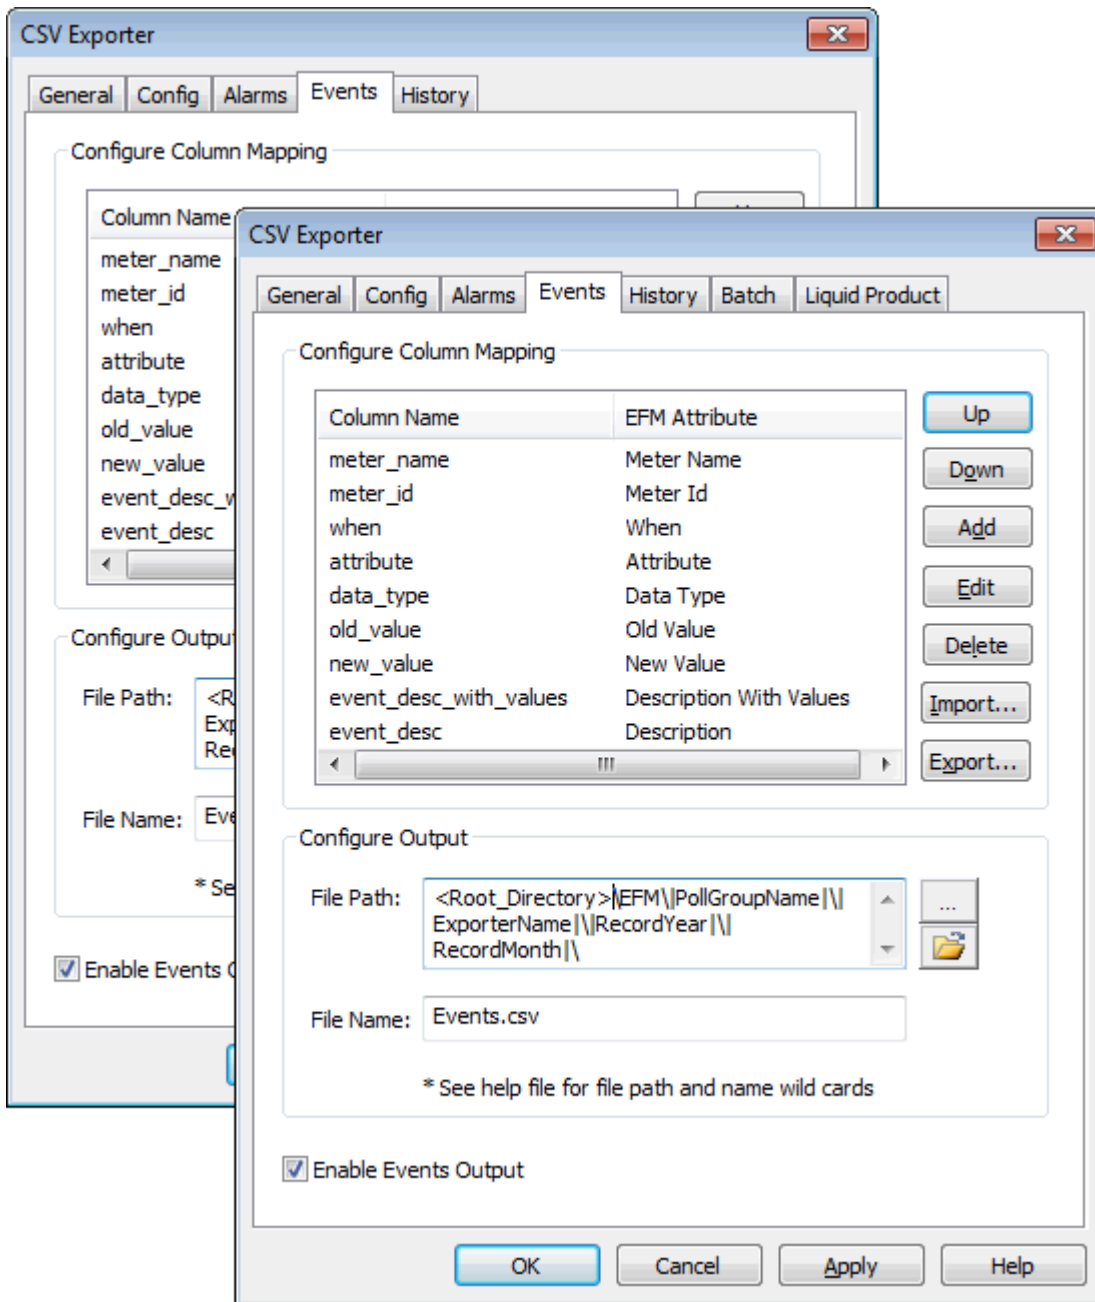 CSV Exporter
General Config Alarms Events History
Configure Column Mapping
Column Name
meter_name
meter_id
when
attribute
data_type
old_value
new_value
event_desc_w
event_desc
Configure Output
File Path: <R
Exp
Rec
File Name: Eve
* Se
Enable Events O
CSV Exporter
General Config Alarms Events History Batch Liquid Product
Configure Column Mapping
Column Name EFM Attribute
meter_name Meter Name
meter_id Meter Id
when When
attribute Attribute
data_type Data Type
old_value Old Value
new_value New Value
event_desc_with_values Description With Values
event_desc Description
Up
Down
Add
Edit
Delete
Import...
Export...
Configure Output
File Path: <Root_Directory>\EFM\|PollGroupName|\|
ExporterName|\|RecordYear|\|
RecordMonth|\
...
File Name: Events.csv
* See help file for file path and name wild cards
Enable Events Output
OK Cancel Apply Help